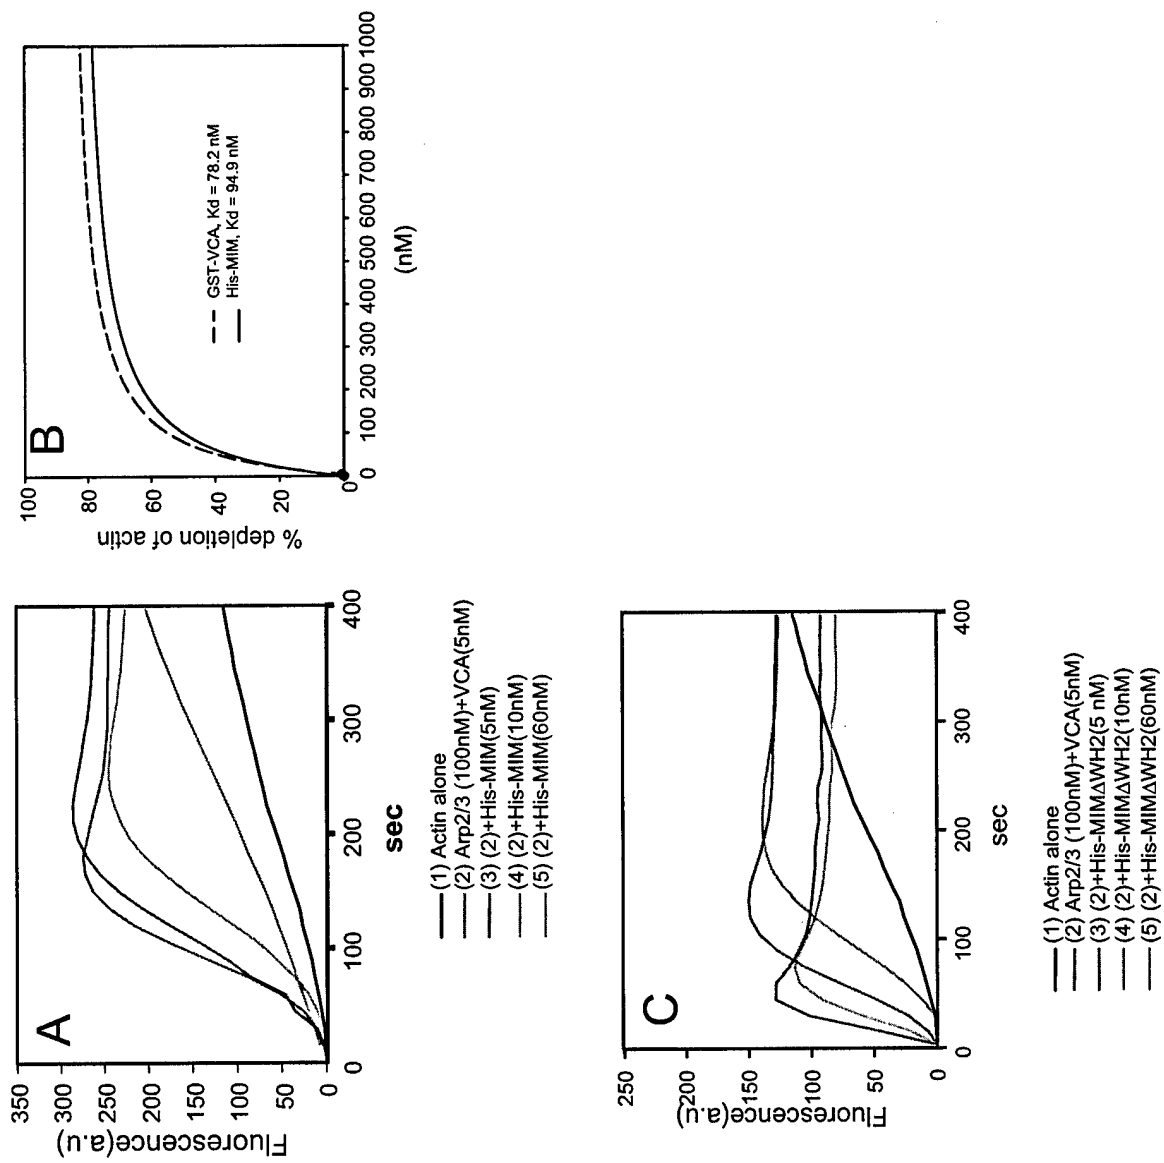 A
Fluorescence(a.u)
350
300
250
200
150
100
50
0
0
100
200
300
400
sec
(1) Actin alone
(2) Arp2/3 (100nM)+VCA(5nM)
(3) (2)+His-MIM(5nM)
(4) (2)+His-MIM(10nM)
(5) (2)+His-MIM(60nM)
B
% depletion of actin
100
80
60
40
20
0
0 100 200 300 400 500 600 700 800 900 1000
(nM)
GST-VCA, Kd = 78.2 nM
His-MIM, Kd = 94.9 nM
C
Fluorescence(a.u)
250
200
100
50
0
0
100
200
300
400
sec
(1) Actin alone
(2) Arp2/3 (100nM)+VCA(5nM)
(3) (2)+His-MIMΔWH2(5 nM)
(4) (2)+His-MIMΔWH2(10nM)
(5) (2)+His-MIMΔWH2(60nM)